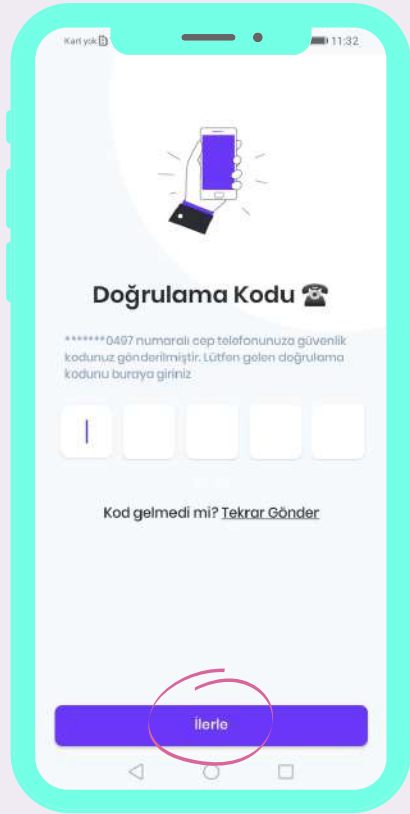 Kart yok 11:32
Doğrulama Kodu ☎
*******0497 numaralı cep telefonunuza güvenlik
kodunuz gönderilmiştir. Lütfen gelen doğrulama
kodunu buraya giriniz
Kod gelmedi mi? Tekrar Gönder
İlerle